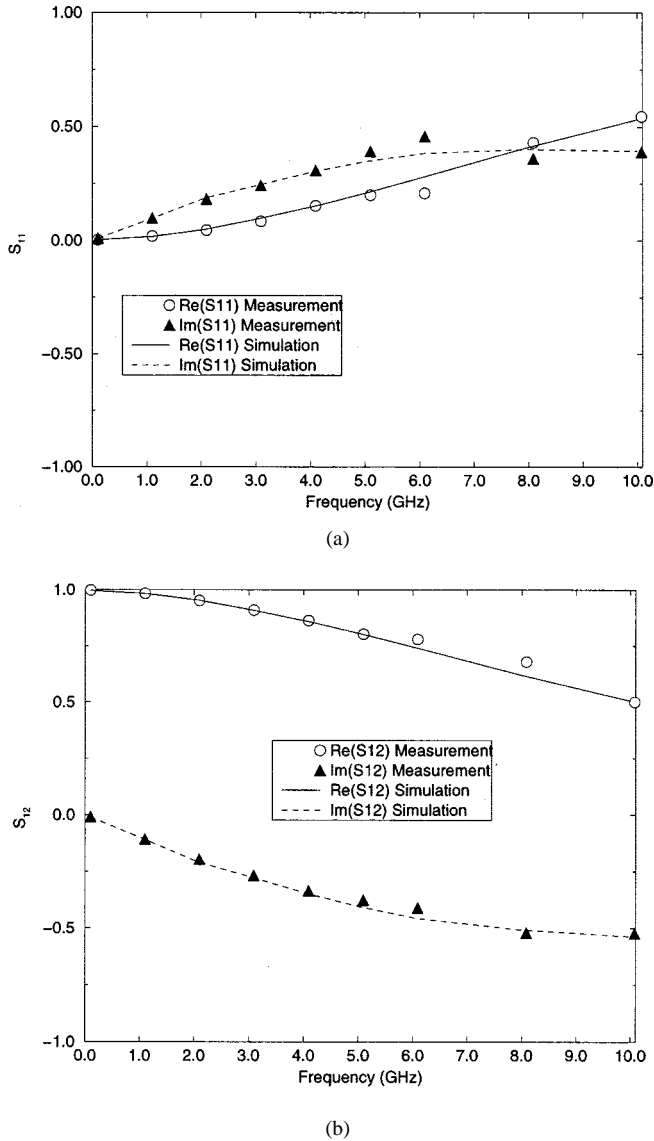 1.00
0.50
0.00
−0.50
−1.00
S11
Re(S11) Measurement
Im(S11) Measurement
Re(S11) Simulation
Im(S11) Simulation
0.0 1.0 2.0 3.0 4.0 5.0 6.0 7.0 8.0 9.0 10.0
Frequency (GHz)
(a)
1.0
0.5
0.0
−0.5
−1.0
S12
Re(S12) Measurement
Im(S12) Measurement
Re(S12) Simulation
Im(S12) Simulation
0.0 1.0 2.0 3.0 4.0 5.0 6.0 7.0 8.0 9.0 10.0
Frequency (GHz)
(b)